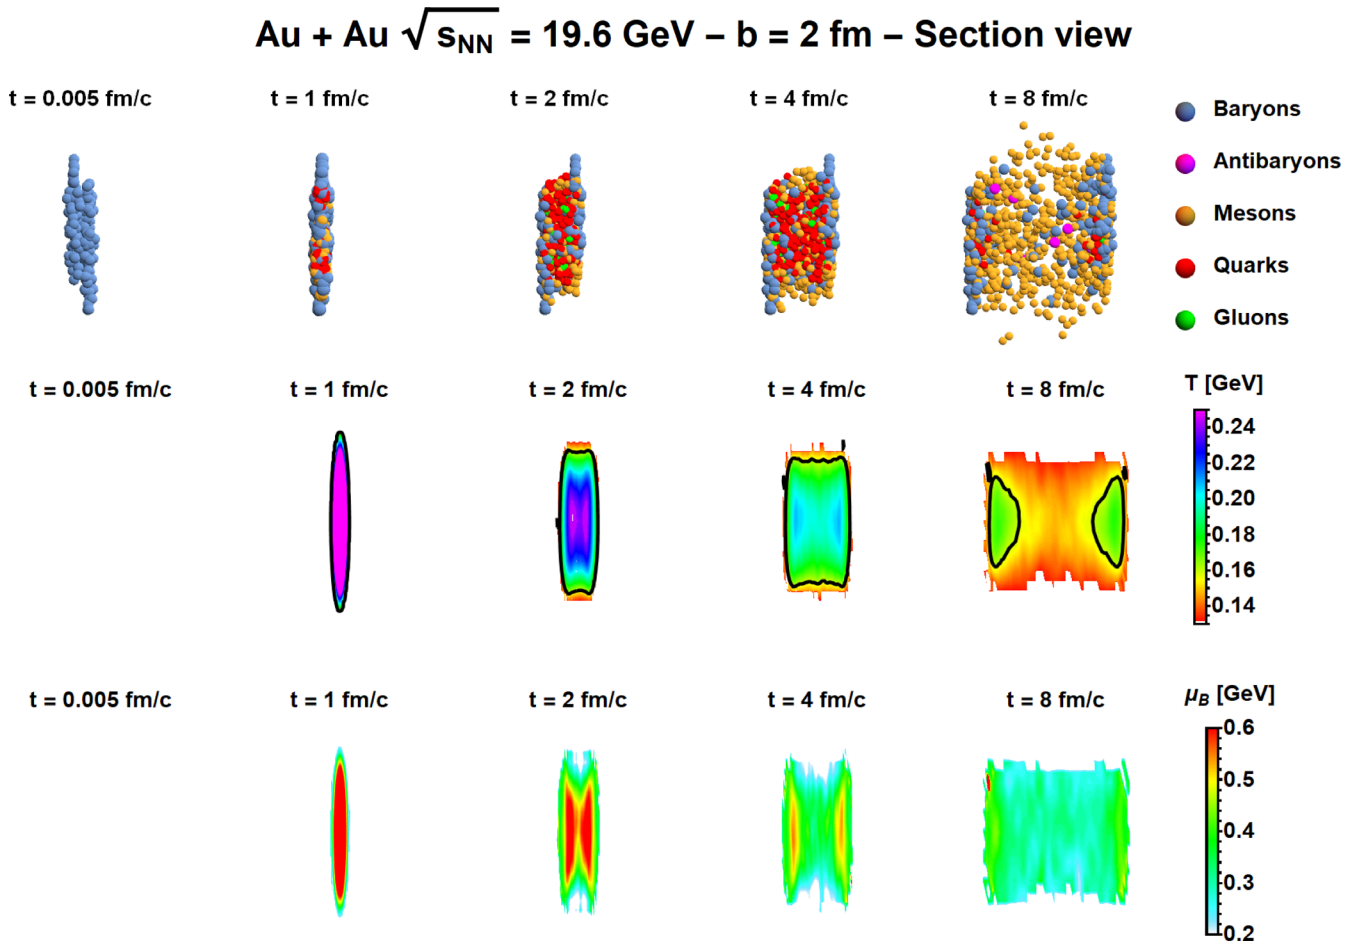 Au + Au √s_NN = 19.6 GeV – b = 2 fm – Section view
t = 0.005 fm/c
t = 1 fm/c
t = 2 fm/c
t = 4 fm/c
t = 8 fm/c
Baryons
Antibaryons
Mesons
Quarks
Gluons
t = 0.005 fm/c
t = 1 fm/c
t = 2 fm/c
t = 4 fm/c
t = 8 fm/c
T [GeV]
0.24
0.22
0.20
0.18
0.16
0.14
t = 0.005 fm/c
t = 1 fm/c
t = 2 fm/c
t = 4 fm/c
t = 8 fm/c
μ_B [GeV]
0.6
0.5
0.4
0.3
0.2